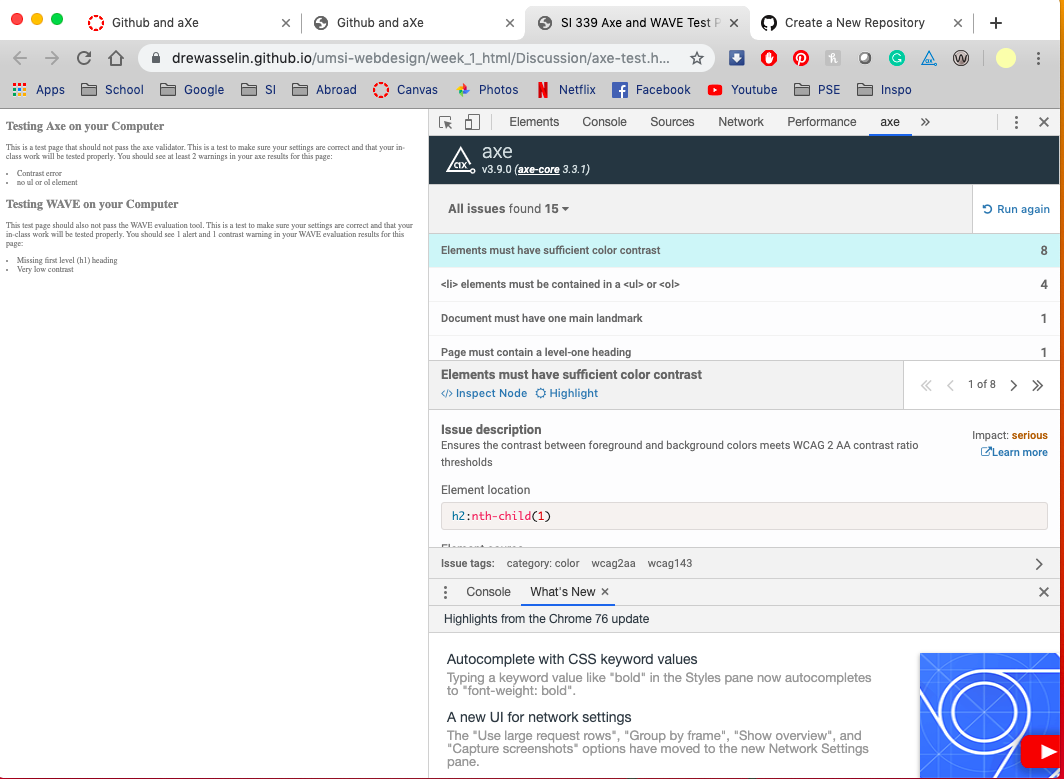 Github and aXe
Github and aXe
SI 339 Axe and WAVE Test P
Create a New Repository
drewasselin.github.io/umsi-webdesign/week_1_html/Discussion/axe-test.h...
Apps
School
Google
SI
Abroad
Canvas
Photos
Netflix
Facebook
Youtube
PSE
Inspo
Testing Axe on your Computer
This is a test page that should not pass the axe validator. This is a test to make sure your settings are correct and that your in-
class work will be tested properly. You should see at least 2 warnings in your axe results for this page:
• Contrast error
• no ul or ol element
Testing WAVE on your Computer
This test page should also not pass the WAVE evaluation tool. This is a test to make sure your settings are correct and that your
in-class work will be tested properly. You should see 1 alert and 1 contrast warning in your WAVE evaluation results for this
page:
• Missing first level (h1) heading
• Very low contrast
Elements
Console
Sources
Network
Performance
axe
»
axe
v3.9.0 (axe-core 3.3.1)
All issues found 15
Run again
Elements must have sufficient color contrast 8
<li> elements must be contained in a <ul> or <ol> 4
Document must have one main landmark 1
Page must contain a level-one heading 1
Elements must have sufficient color contrast
</> Inspect Node
Highlight
1 of 8
Issue description
Ensures the contrast between foreground and background colors meets WCAG 2 AA contrast ratio
thresholds
Impact: serious
Learn more
Element location
h2:nth-child(1)
Element source
Issue tags: category: color wcag2aa wcag143
Console
What's New
Highlights from the Chrome 76 update
Autocomplete with CSS keyword values
Typing a keyword value like "bold" in the Styles pane now autocompletes
to "font-weight: bold".
A new UI for network settings
The "Use large request rows", "Group by frame", "Show overview", and
"Capture screenshots" options have moved to the new Network Settings
pane.